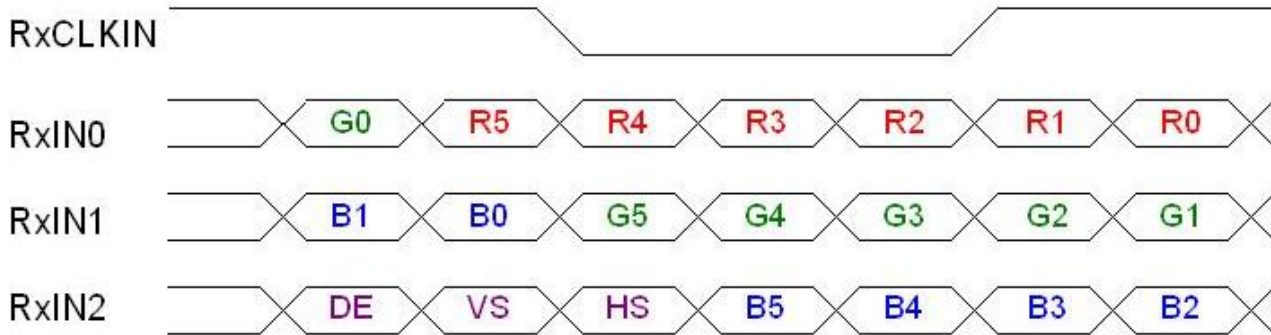 RxCLKIN
RxIN0 G0 R5 R4 R3 R2 R1 R0
RxIN1 B1 B0 G5 G4 G3 G2 G1
RxIN2 DE VS HS B5 B4 B3 B2